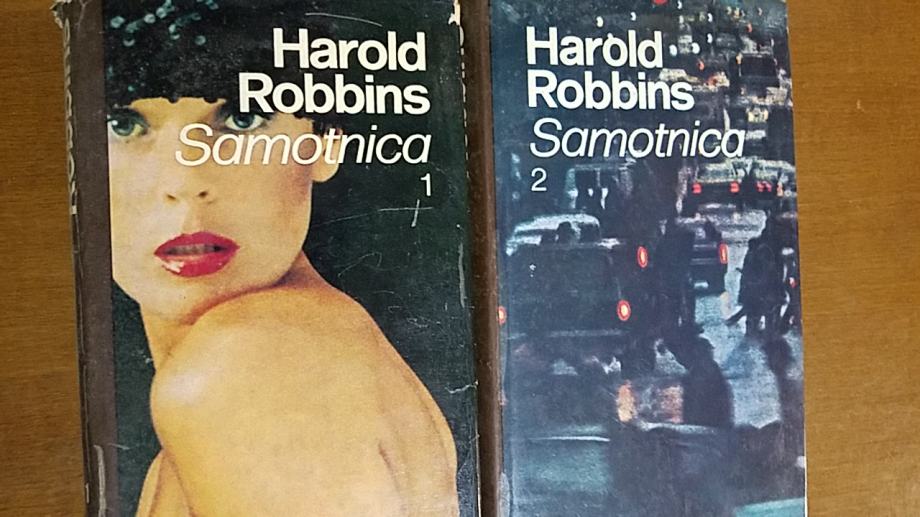 Harold
Robbins
Samotnica
1
Harold
Robbins
Samotnica
2